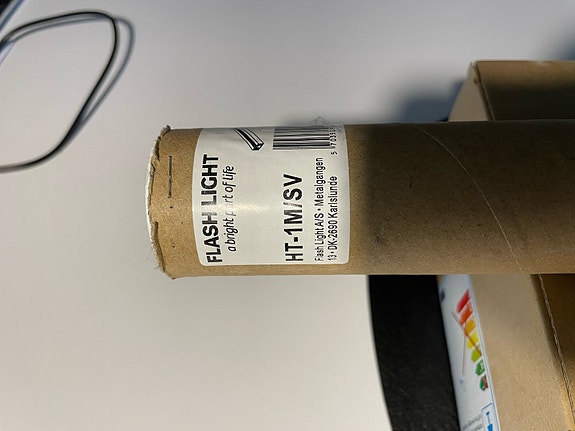 FLASH LIGHT
a bright part of life
HT-1M/SV
Flash Light A/S • Metalgangen
13 • DK-2690 Karlslunde